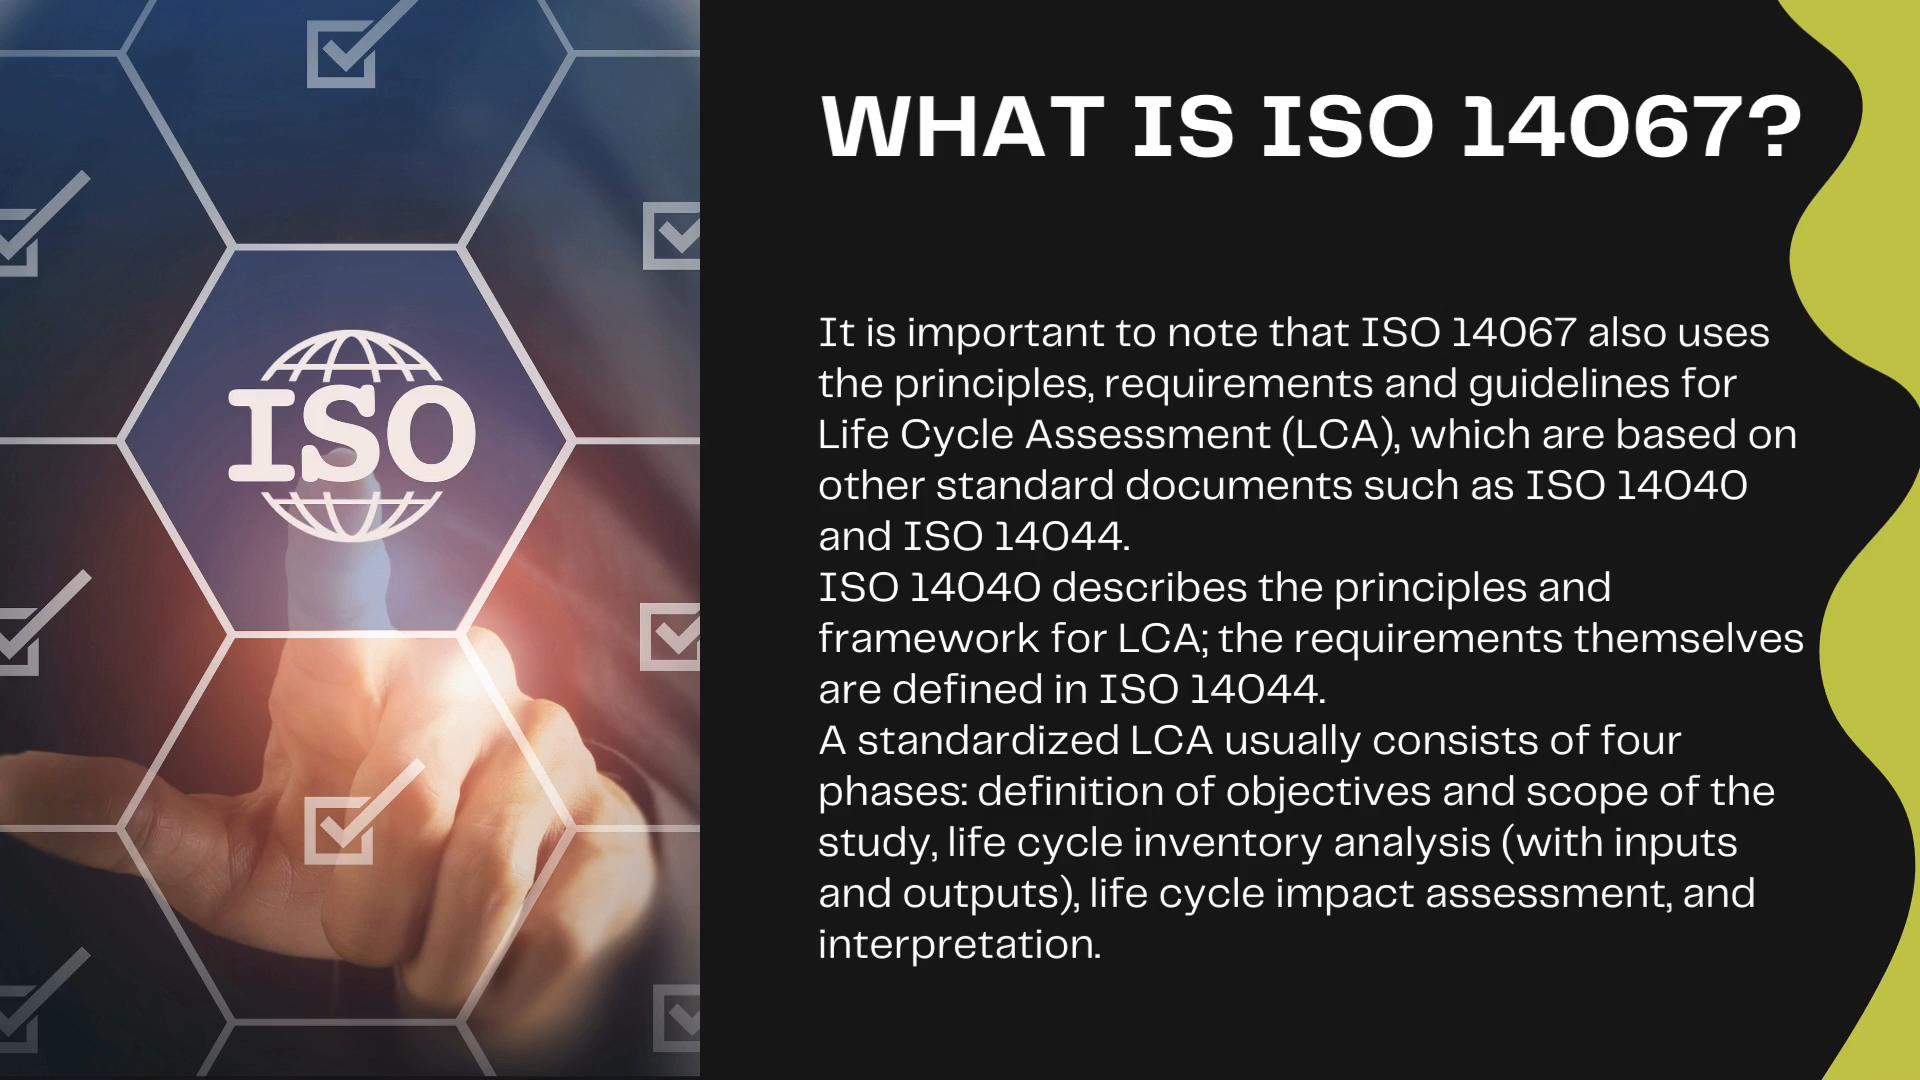 ISO
WHAT IS ISO 14067?
It is important to note that ISO 14067 also uses
the principles, requirements and guidelines for
Life Cycle Assessment (LCA), which are based on
other standard documents such as ISO 14040
and ISO 14044.
ISO 14040 describes the principles and
framework for LCA; the requirements themselves
are defined in ISO 14044.
A standardized LCA usually consists of four
phases: definition of objectives and scope of the
study, life cycle inventory analysis (with inputs
and outputs), life cycle impact assessment, and
interpretation.